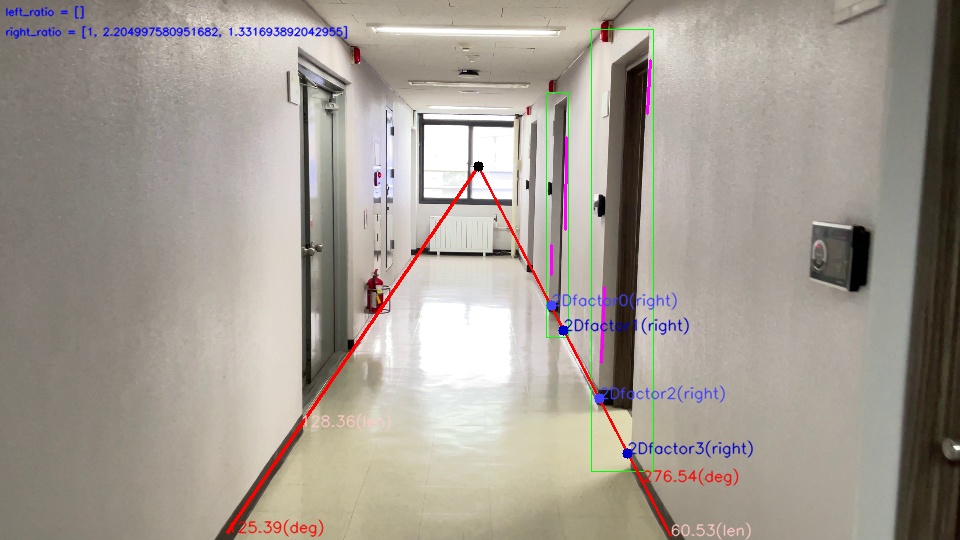 left_ratio = []
right_ratio = [1, 2.204997580951682, 1.331693892042955]
2Dfactor0(right)
2Dfactor1(right)
2Dfactor2(right)
128.36(len)
2Dfactor3(right)
276.54(deg)
25.39(deg)
60.53(len)